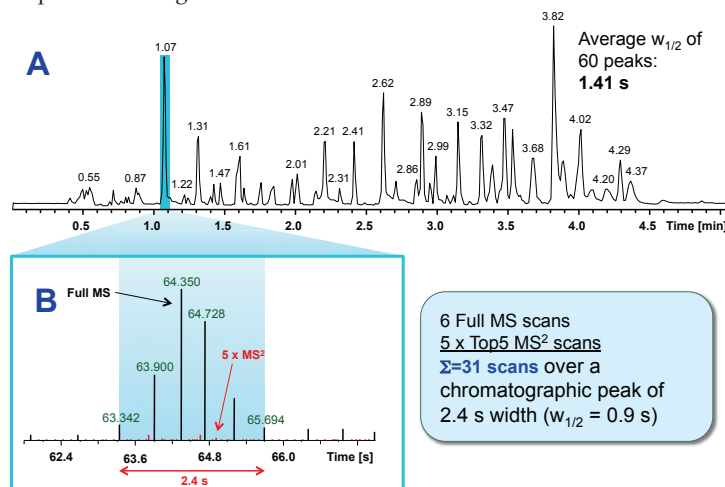 A
Average w1/2 of
60 peaks:
1.41 s
0.55
0.87
1.07
1.22
1.31
1.47
1.61
2.01
2.21
2.31
2.41
2.62
2.86
2.89
2.99
3.15
3.32
3.47
3.68
3.82
4.02
4.20
4.29
4.37
0.5 1.0 1.5 2.0 2.5 3.0 3.5 4.0 4.5 Time [min]
B
Full MS
64.350
64.728
63.900
5 x MS²
63.342
65.694
62.4 63.6 64.8 66.0 Time [s]
2.4 s
6 Full MS scans
5 x Top5 MS² scans
Σ=31 scans over a
chromatographic peak of
2.4 s width (w1/2 = 0.9 s)